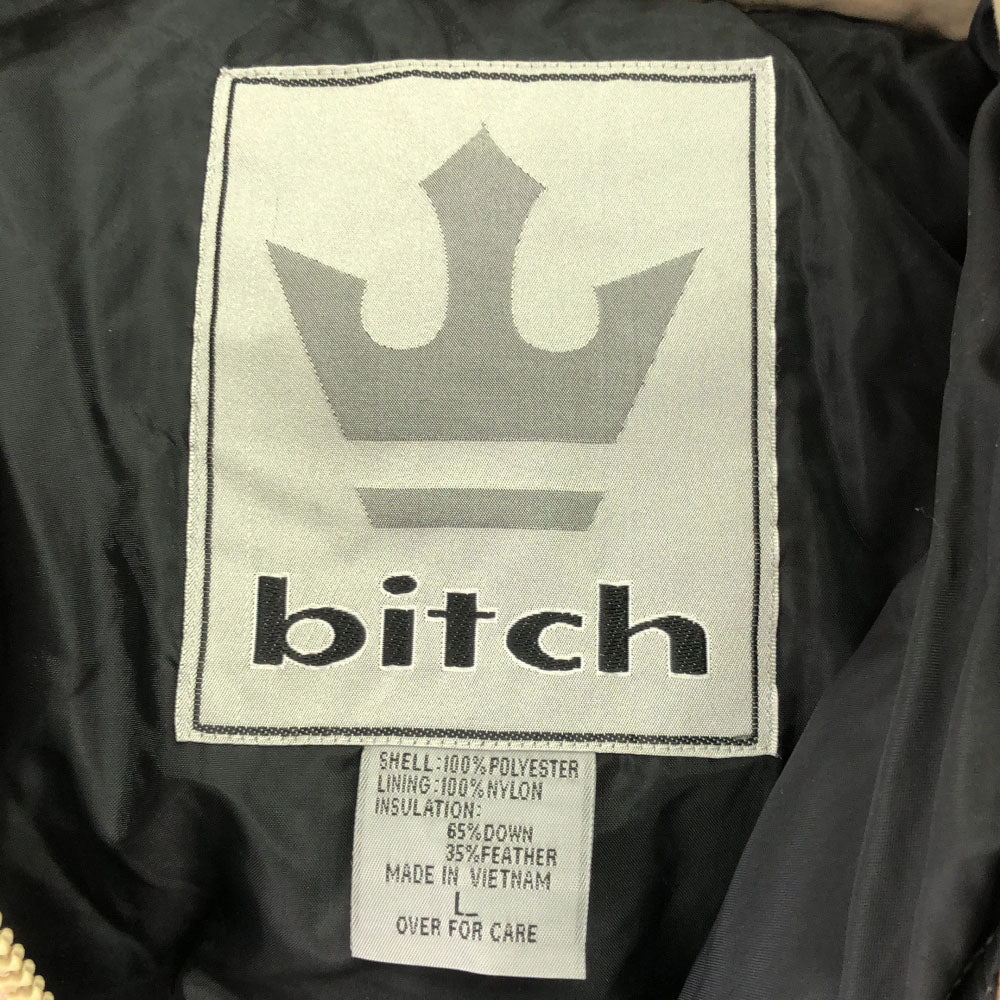 bitch
SHELL:100%POLYESTER
LINING:100%NYLON
INSULATION:
65%DOWN
35%FEATHER
MADE IN VIETNAM
L
OVER FOR CARE